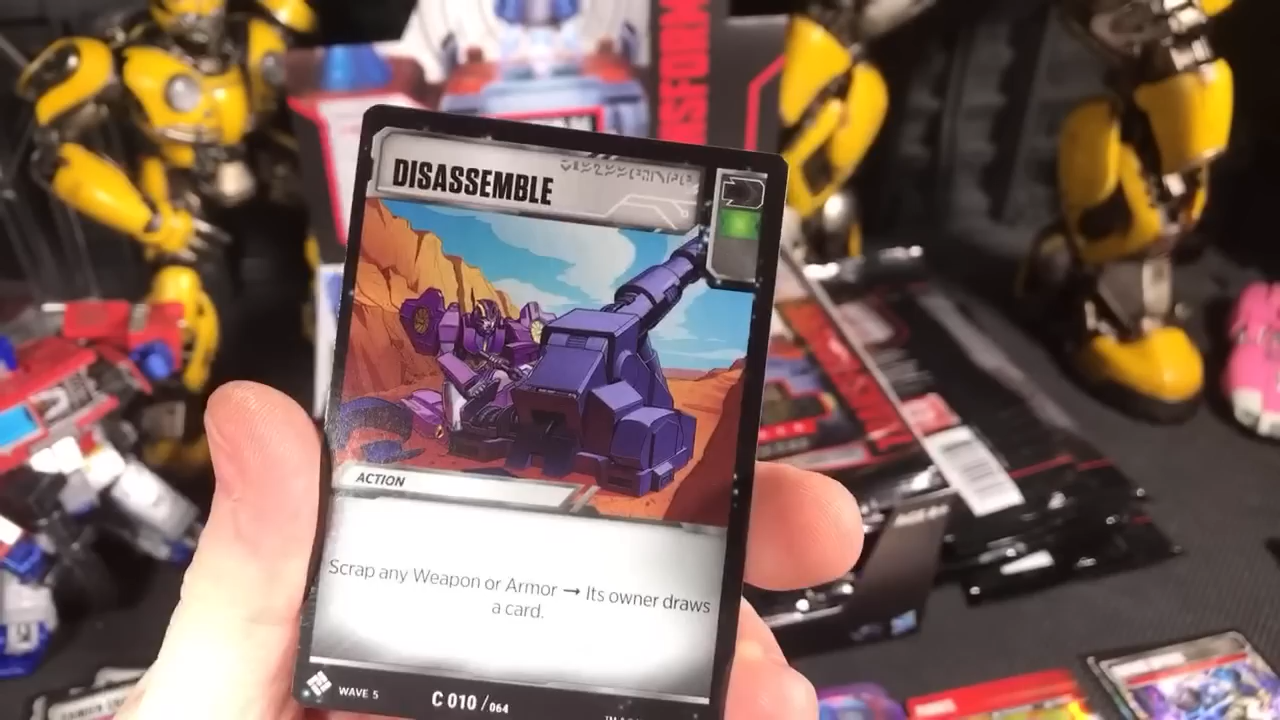 DISASSEMBLE
ACTION
Scrap any Weapon or Armor → Its owner draws
a card.
WAVE 5
C 010 / 064